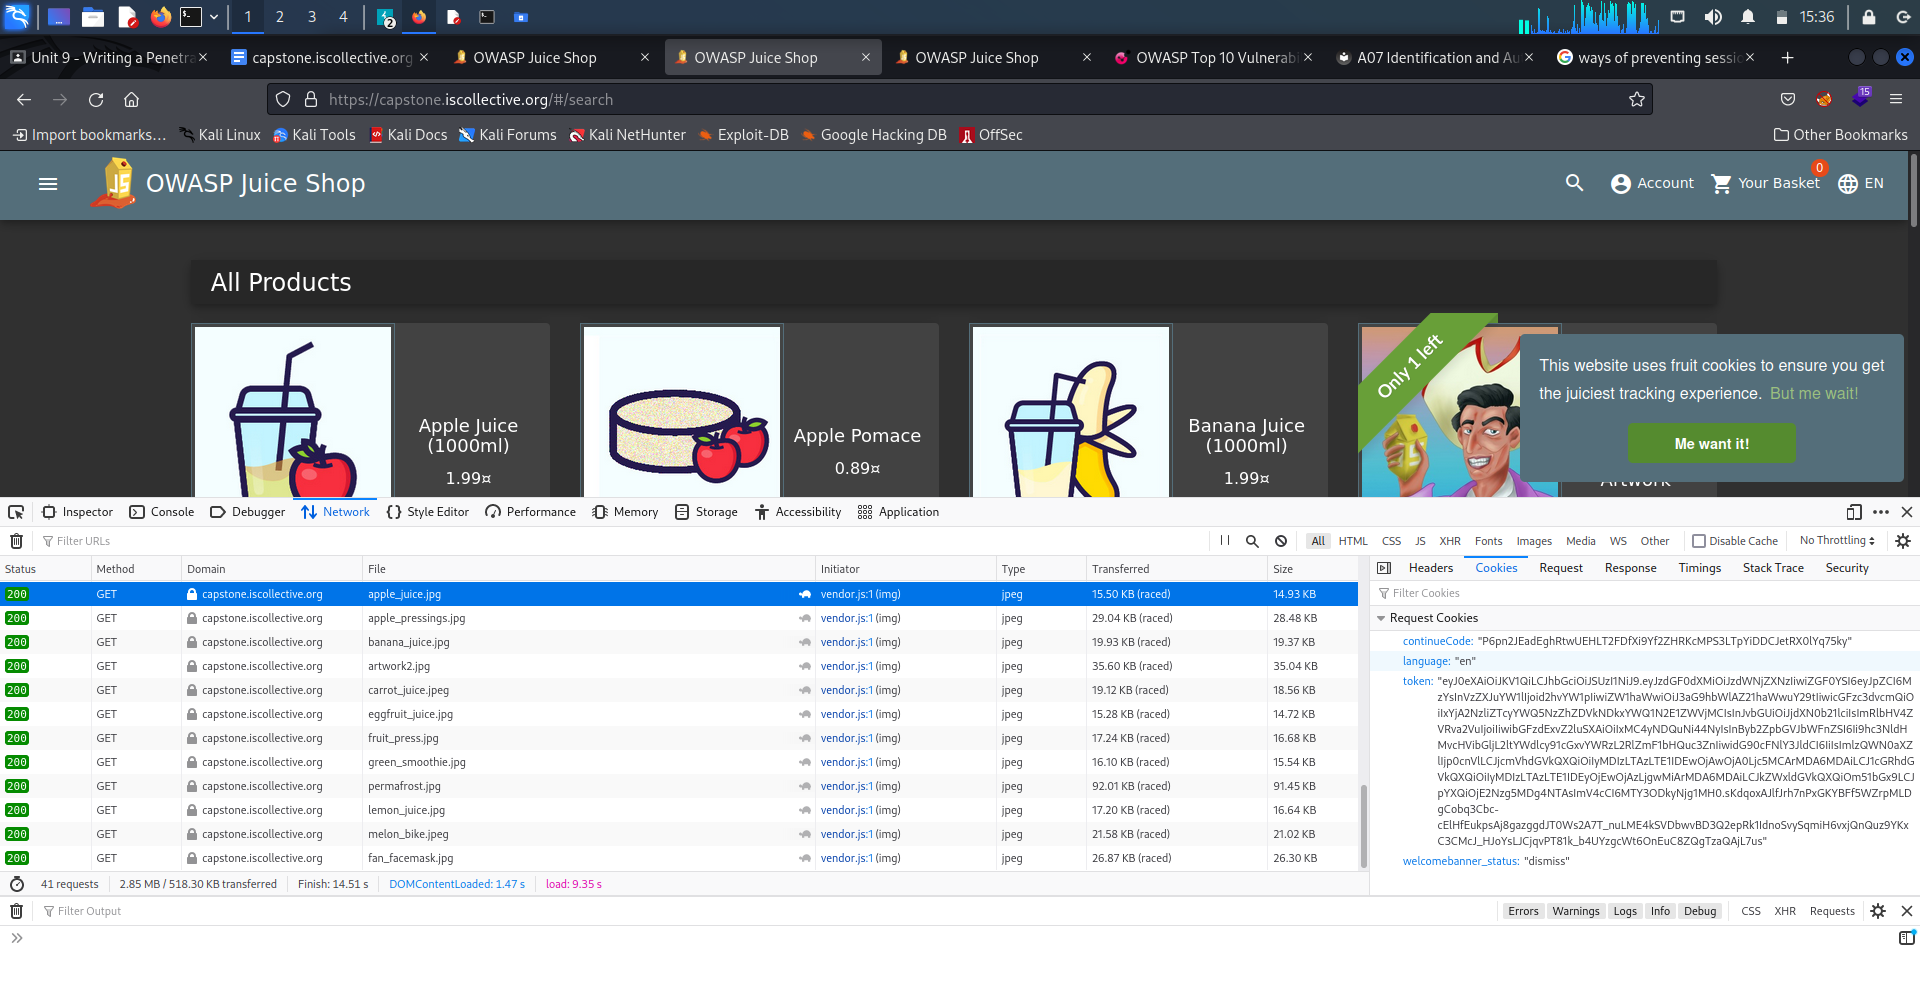 1 2 3 4 2 15:36
Unit 9 - Writing a Penetra capstone.iscollective.org OWASP Juice Shop OWASP Juice Shop OWASP Juice Shop OWASP Top 10 Vulnerabi A07 Identification and Au ways of preventing sessio
https://capstone.iscollective.org/#/search 15
Import bookmarks... Kali Linux Kali Tools Kali Docs Kali Forums Kali NetHunter Exploit-DB Google Hacking DB OffSec Other Bookmarks
OWASP Juice Shop Account Your Basket 0 EN
All Products
Only 1 left
This website uses fruit cookies to ensure you get
the juiciest tracking experience. But me wait!
Me want it!
Apple Juice
(1000ml)
1.99¤
Apple Pomace
0.89¤
Banana Juice
(1000ml)
1.99¤
Artwork
Inspector Console Debugger Network Style Editor Performance Memory Storage Accessibility Application
Filter URLs All HTML CSS JS XHR Fonts Images Media WS Other Disable Cache No Throttling
Status Method Domain File Initiator Type Transferred Size
200 GET capstone.iscollective.org apple_juice.jpg vendor.js:1 (img) jpeg 15.50 KB (raced) 14.93 KB
200 GET capstone.iscollective.org apple_pressings.jpg vendor.js:1 (img) jpeg 29.04 KB (raced) 28.48 KB
200 GET capstone.iscollective.org banana_juice.jpg vendor.js:1 (img) jpeg 19.93 KB (raced) 19.37 KB
200 GET capstone.iscollective.org artwork2.jpg vendor.js:1 (img) jpeg 35.60 KB (raced) 35.04 KB
200 GET capstone.iscollective.org carrot_juice.jpeg vendor.js:1 (img) jpeg 19.12 KB (raced) 18.56 KB
200 GET capstone.iscollective.org eggfruit_juice.jpg vendor.js:1 (img) jpeg 15.28 KB (raced) 14.72 KB
200 GET capstone.iscollective.org fruit_press.jpg vendor.js:1 (img) jpeg 17.24 KB (raced) 16.68 KB
200 GET capstone.iscollective.org green_smoothie.jpg vendor.js:1 (img) jpeg 16.10 KB (raced) 15.54 KB
200 GET capstone.iscollective.org permafrost.jpg vendor.js:1 (img) jpeg 92.01 KB (raced) 91.45 KB
200 GET capstone.iscollective.org lemon_juice.jpg vendor.js:1 (img) jpeg 17.20 KB (raced) 16.64 KB
200 GET capstone.iscollective.org melon_bike.jpeg vendor.js:1 (img) jpeg 21.58 KB (raced) 21.02 KB
200 GET capstone.iscollective.org fan_facemask.jpg vendor.js:1 (img) jpeg 26.87 KB (raced) 26.30 KB
41 requests 2.85 MB / 518.30 KB transferred Finish: 14.51 s DOMContentLoaded: 1.47 s load: 9.35 s
Headers Cookies Request Response Timings Stack Trace Security
Filter Cookies
Request Cookies
continueCode:
language: "en"
token:
welcomebanner_status: "dismiss"
Filter Output Errors Warnings Logs Info Debug CSS XHR Requests